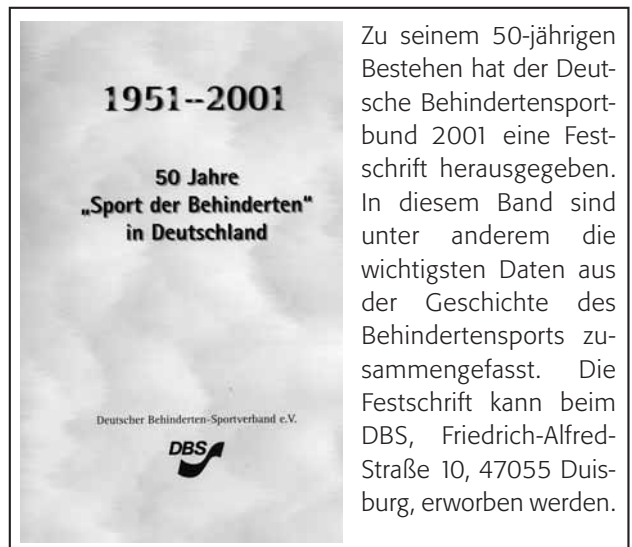 1951--2001
50 Jahre
„Sport der Behinderten"
in Deutschland
Deutscher Behinderten-Sportverband e.V.
DBS
Zu seinem 50-jährigen
Bestehen hat der Deut-
sche Behindertensport-
bund 2001 eine Fest-
schrift herausgegeben.
In diesem Band sind
unter anderem die
wichtigsten Daten aus
der Geschichte des
Behindertensports zu-
sammengefasst. Die
Festschrift kann beim
DBS, Friedrich-Alfred-
Straße 10, 47055 Duis-
burg, erworben werden.